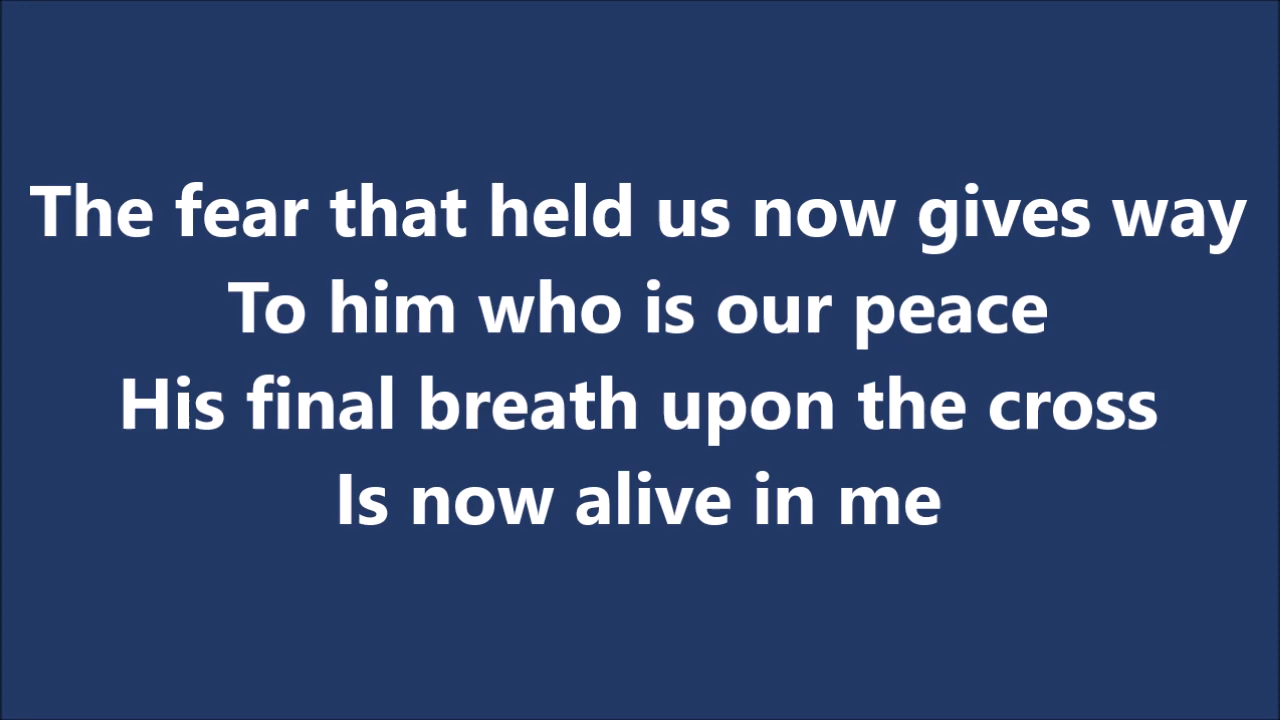 The fear that held us now gives way
To him who is our peace
His final breath upon the cross
Is now alive in me